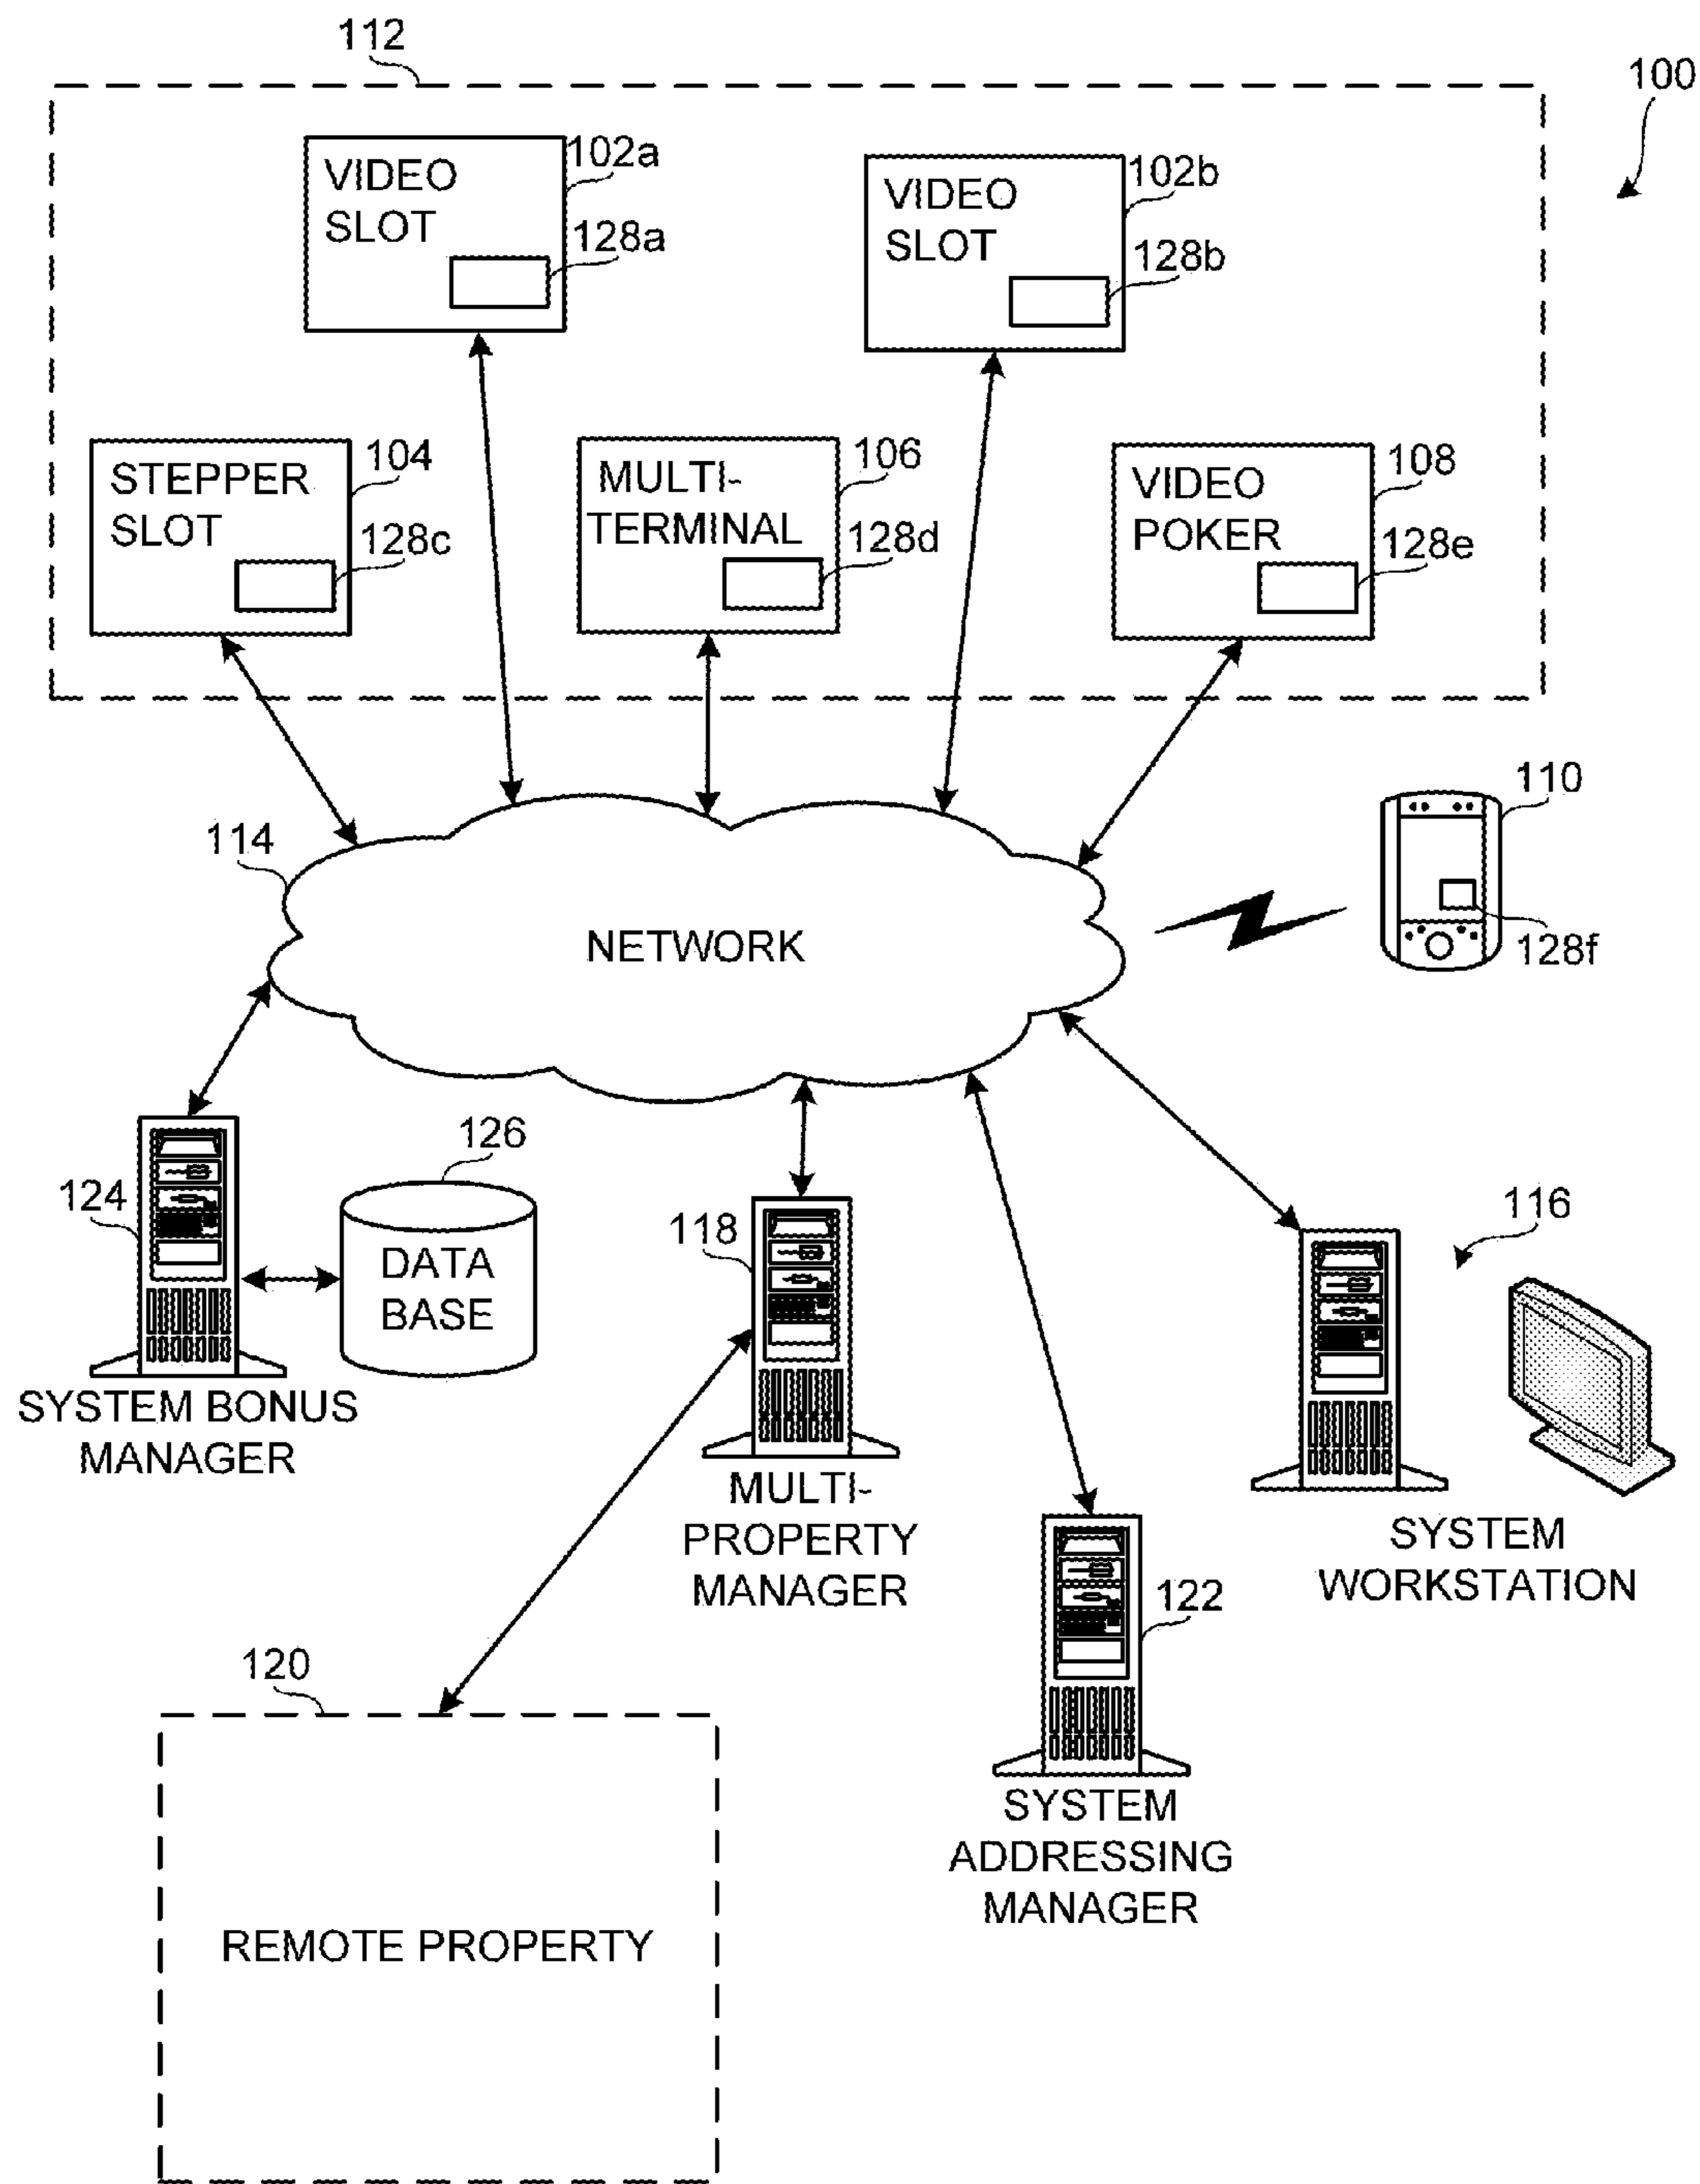 112
100
VIDEO
SLOT
102a
128a
VIDEO
SLOT
102b
128b
STEPPER
SLOT
104
128c
MULTI-
TERMINAL
106
128d
VIDEO
POKER
108
128e
110
128f
114
NETWORK
124
SYSTEM BONUS
MANAGER
126
DATA
BASE
118
MULTI-
PROPERTY
MANAGER
116
SYSTEM
WORKSTATION
122
SYSTEM
ADDRESSING
MANAGER
120
REMOTE PROPERTY